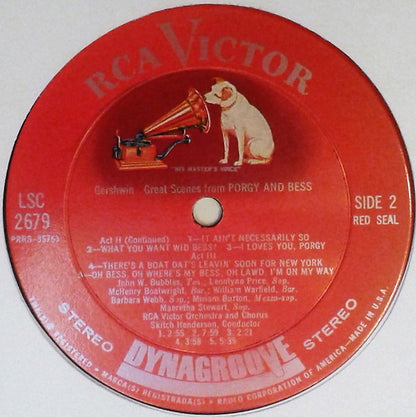 RCA VICTOR
"HIS MASTER'S VOICE"
Gershwin Great Scenes from PORGY AND BESS
LSC
2679
SIDE 2
RED SEAL
Act II (Continued) 1—IT AIN'T NECESSARILY SO
2—WHAT YOU WANT WID BESS? 3—I LOVES YOU, PORGY
Act III
4—THERE'S A BOAT DAT'S LEAVIN' SOON FOR NEW YORK
5—OH BESS, OH WHERE'S MY BESS, OH LAWD, I'M ON MY WAY
John W. Bubbles, Ten.; Leontyne Price, Sop.
McHenry Boatwright, Bar.; William Warfield, Bar.
Barbara Webb, Sop.; Miriam Burton, Mezzo-sop.
Maeretha Stewart, Sop.
RCA Victor Orchestra and Chorus
Skitch Henderson, Conductor
1. 2:55 2. 7:59 3. 2:21
4. 3:58 5. 5:35
STEREO
DYNAGROOVE
STEREO
REGISTERED • MARCA(S) REGISTRADA(S) • RADIO CORPORATION OF AMERICA—MADE IN U.S.A.